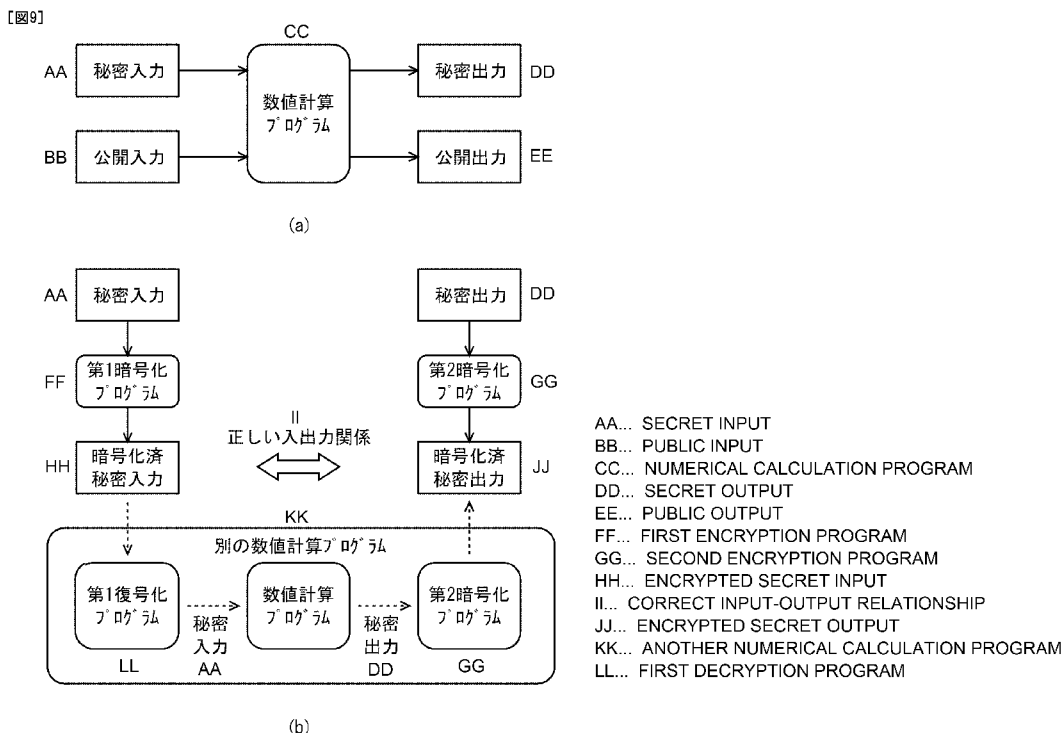 [図9]
CC
AA 秘密入力
秘密出力 DD
数値計算
プログラム
BB 公開入力
公開出力 EE
(a)
AA 秘密入力
秘密出力 DD
FF 第1暗号化
プログラム
第2暗号化
プログラム GG
II
正しい入出力関係
HH 暗号化済
秘密入力
暗号化済
秘密出力 JJ
KK
別の数値計算プログラム
第1復号化
プログラム
LL
秘密
入力
AA
数値計算
プログラム
秘密
出力
DD
第2暗号化
プログラム
GG
(b)
AA... SECRET INPUT
BB... PUBLIC INPUT
CC... NUMERICAL CALCULATION PROGRAM
DD... SECRET OUTPUT
EE... PUBLIC OUTPUT
FF... FIRST ENCRYPTION PROGRAM
GG... SECOND ENCRYPTION PROGRAM
HH... ENCRYPTED SECRET INPUT
II... CORRECT INPUT-OUTPUT RELATIONSHIP
JJ... ENCRYPTED SECRET OUTPUT
KK... ANOTHER NUMERICAL CALCULATION PROGRAM
LL... FIRST DECRYPTION PROGRAM